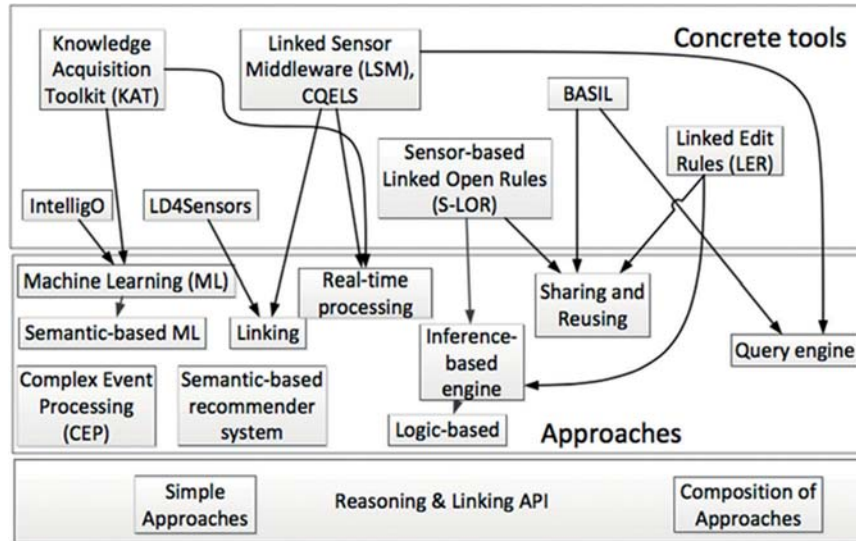 Concrete tools
Knowledge
Acquisition
Toolkit (KAT)
Linked Sensor
Middleware (LSM),
CQELS
BASIL
Linked Edit
Rules (LER)
Sensor-based
Linked Open Rules
(S-LOR)
IntelligO
LD4Sensors
Machine Learning (ML)
Real-time
processing
Sharing and
Reusing
Semantic-based ML
Linking
Inference-
based
engine
Query engine
Complex Event
Processing
(CEP)
Semantic-based
recommender
system
Logic-based
Approaches
Simple
Approaches
Reasoning & Linking API
Composition of
Approaches